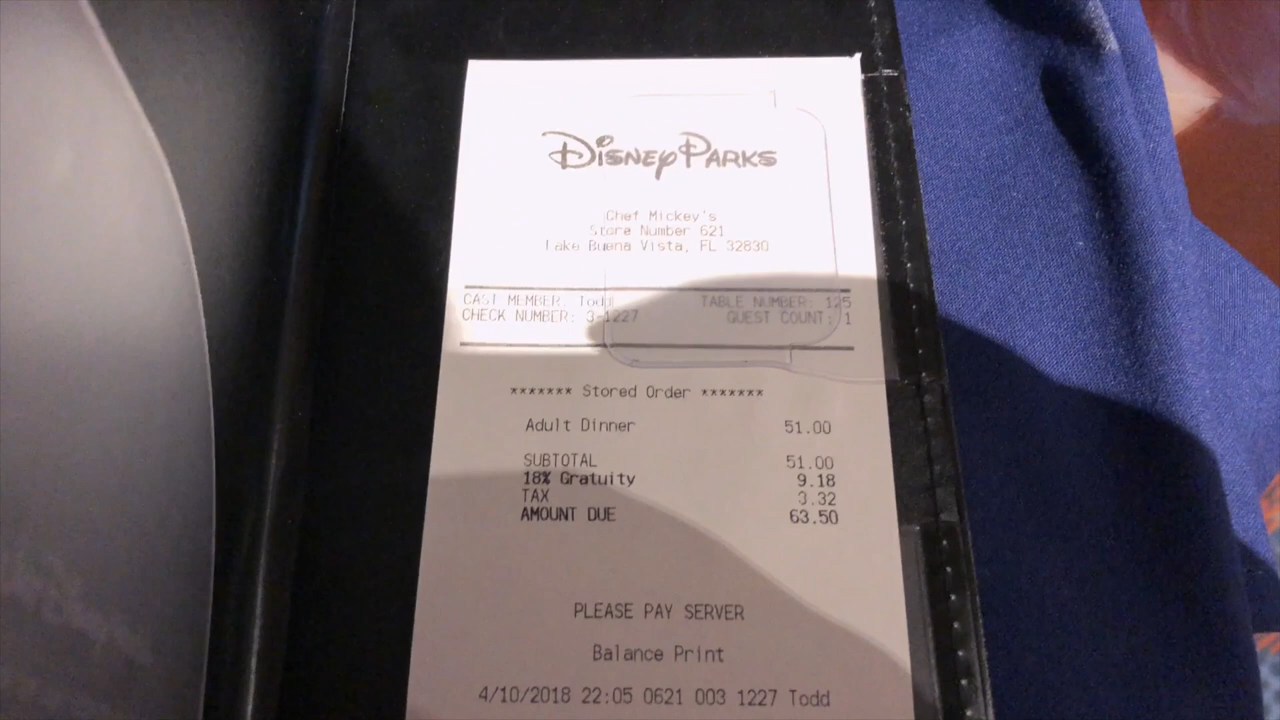 Disney Parks
Chef Mickey's
Store Number 621
Lake Buena Vista, FL 32830
CAST MEMBER: Todd TABLE NUMBER: 125
CHECK NUMBER: 3-1227 GUEST COUNT: 1
******* Stored Order *******
Adult Dinner 51.00
SUBTOTAL 51.00
18% Gratuity 9.18
TAX 3.32
AMOUNT DUE 63.50
PLEASE PAY SERVER
Balance Print
4/10/2018 22:05 0621 003 1227 Todd